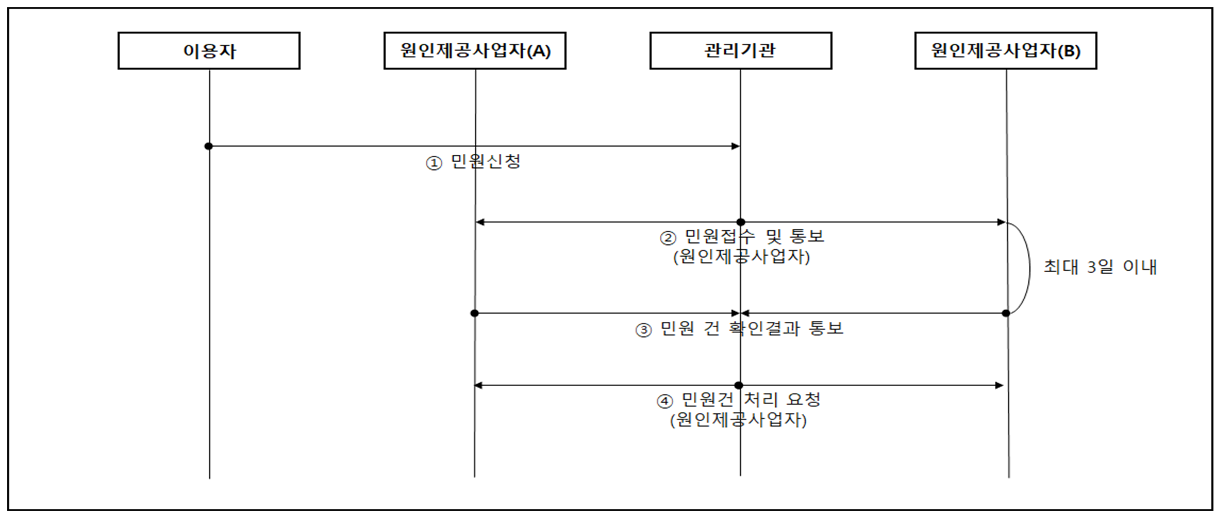 이용자
원인제공사업자(A)
관리기관
원인제공사업자(B)
① 민원신청
② 민원접수 및 통보
(원인제공사업자)
최대 3일 이내
③ 민원 건 확인결과 통보
④ 민원건 처리 요청
(원인제공사업자)